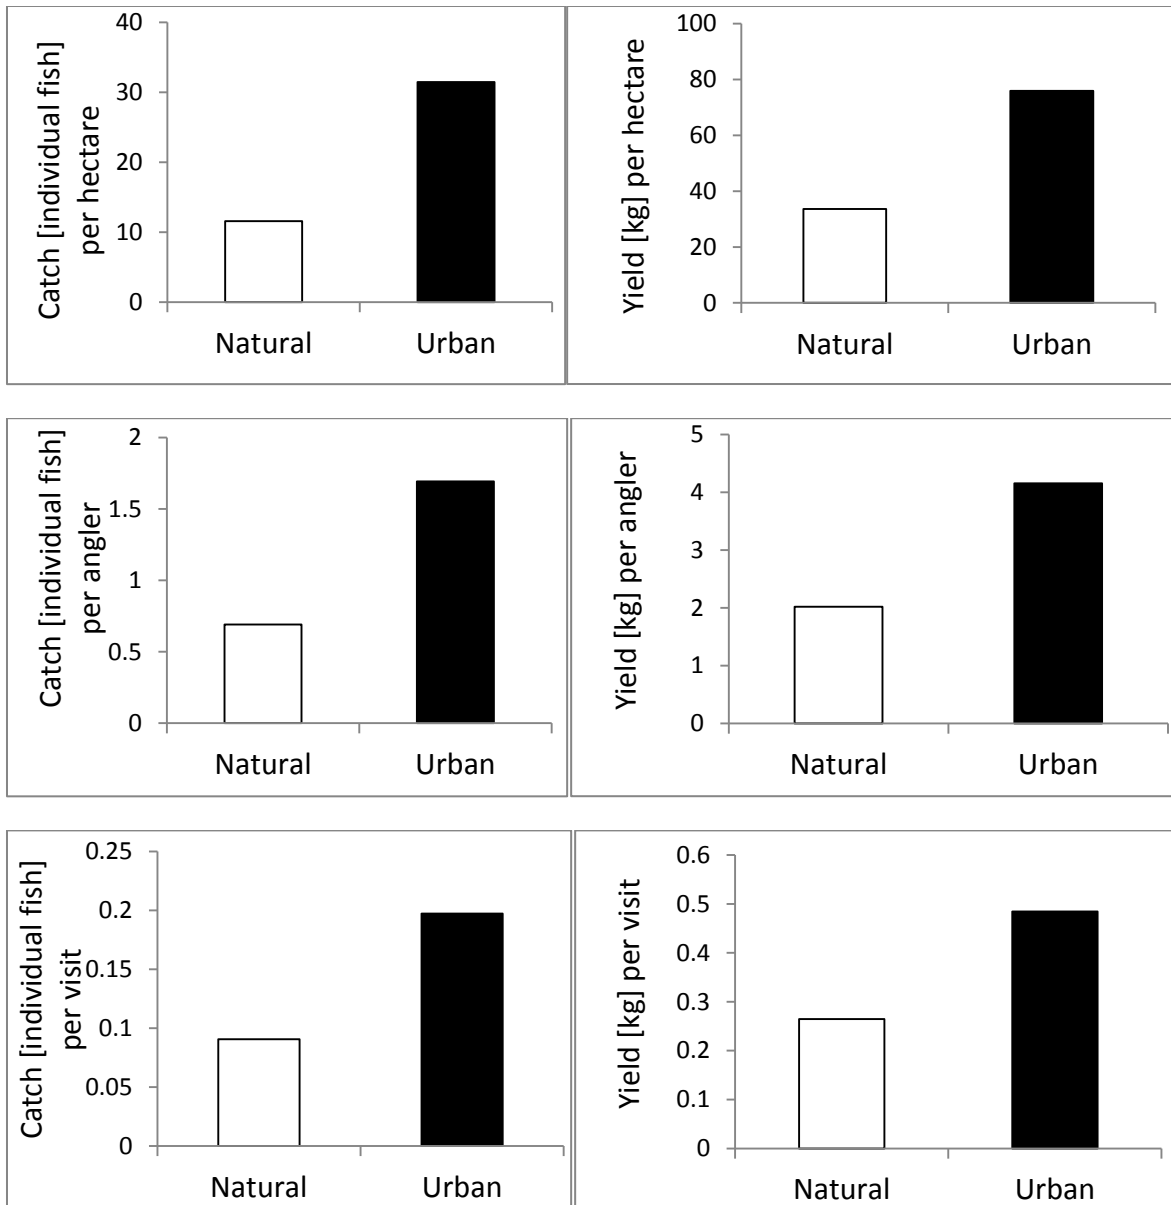 Catch [individual fish]
per hectare
40
30
20
10
0
Natural
Urban
Yield [kg] per hectare
100
80
60
40
20
0
Natural
Urban
Catch [individual fish]
per angler
2
1.5
1
0.5
0
Natural
Urban
Yield [kg] per angler
5
4
3
2
1
0
Natural
Urban
Catch [individual fish]
per visit
0.25
0.2
0.15
0.1
0.05
0
Natural
Urban
Yield [kg] per visit
0.6
0.5
0.4
0.3
0.2
0.1
0
Natural
Urban